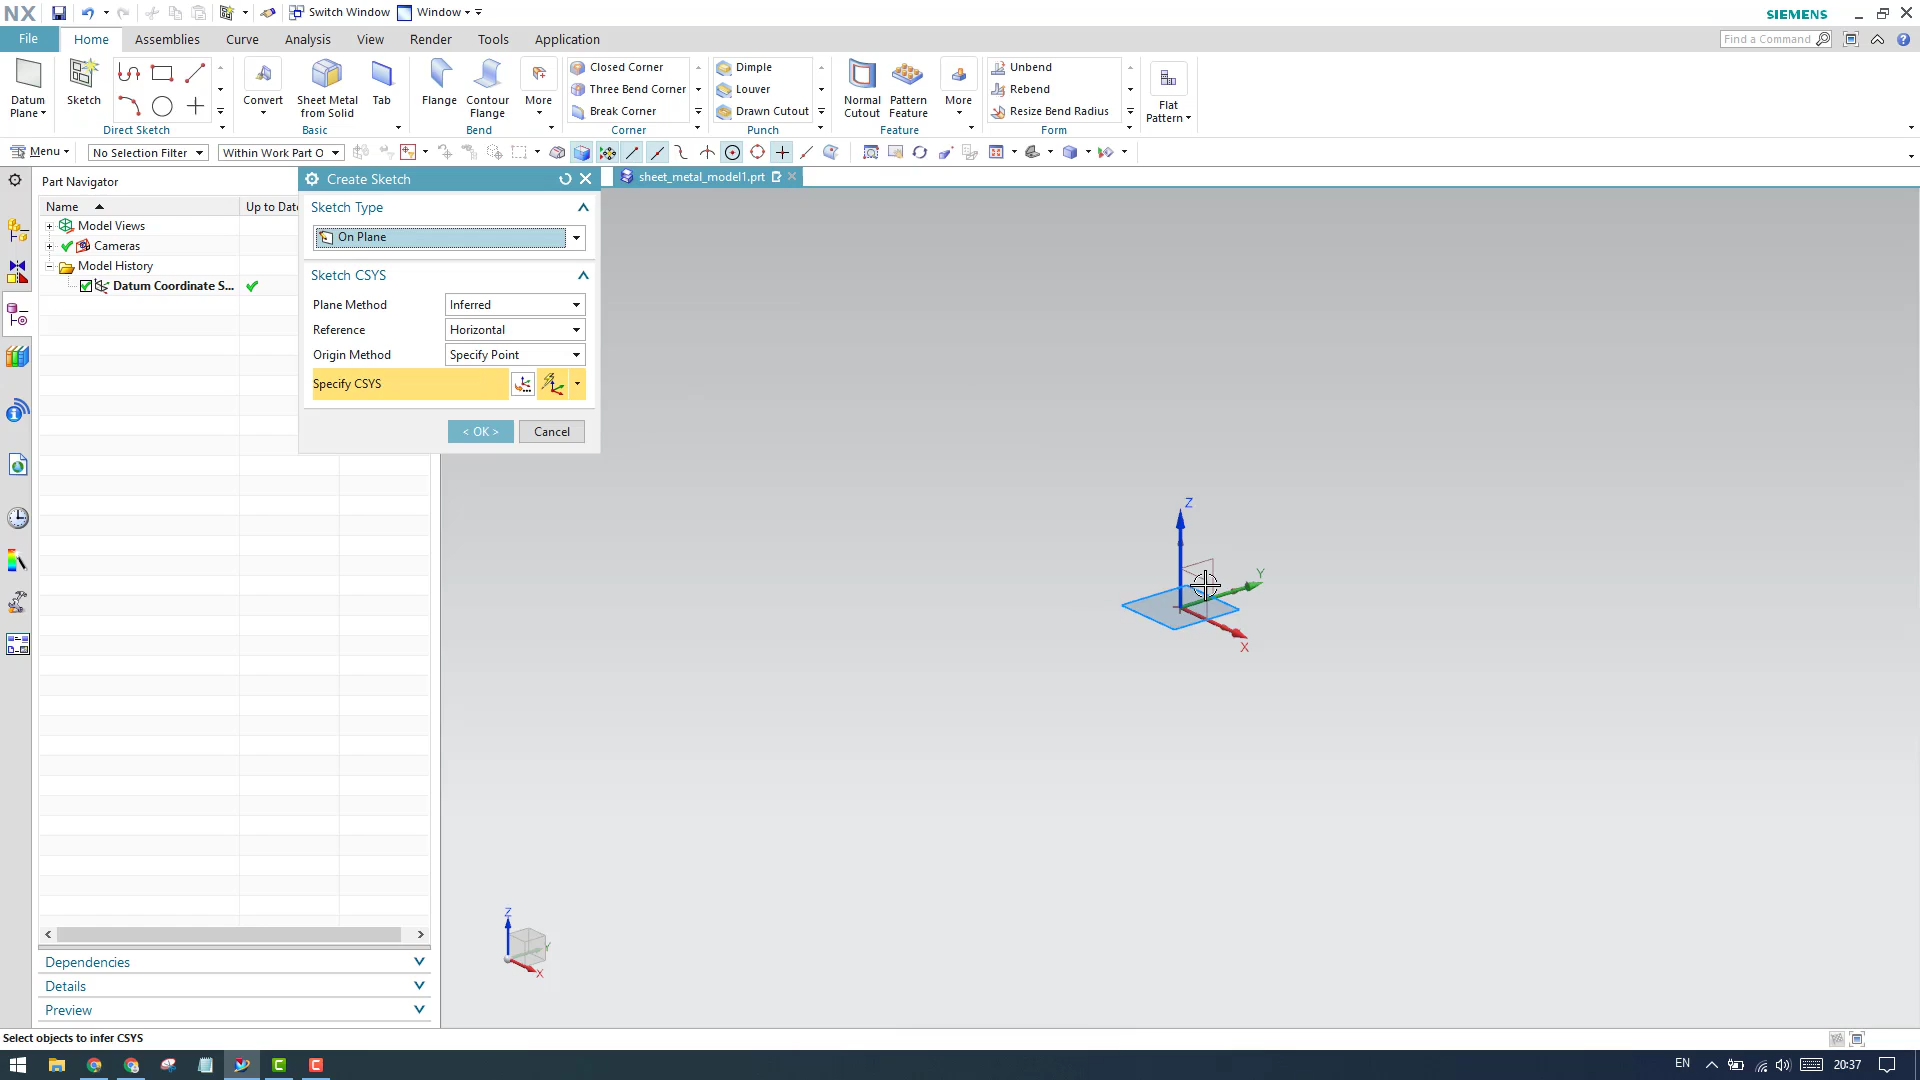 NX
Switch Window
Window
SIEMENS
File
Home
Assemblies
Curve
Analysis
View
Render
Tools
Application
Find a Command
Datum Plane
Sketch
Direct Sketch
Convert
Sheet Metal from Solid
Tab
Basic
Flange
Contour Flange
More
Bend
Closed Corner
Three Bend Corner
Break Corner
Corner
Dimple
Louver
Drawn Cutout
Punch
Normal Cutout
Pattern Feature
More
Feature
Unbend
Rebend
Resize Bend Radius
Form
Flat Pattern
Menu
No Selection Filter
Within Work Part O
Part Navigator
Name
Up to Date
Model Views
Cameras
Model History
Datum Coordinate S...
Create Sketch
Sketch Type
On Plane
Sketch CSYS
Plane Method
Inferred
Reference
Horizontal
Origin Method
Specify Point
Specify CSYS
< OK >
Cancel
sheet_metal_model1.prt
Z
Y
X
Z
Y
X
Dependencies
Details
Preview
Select objects to infer CSYS
EN
20:37